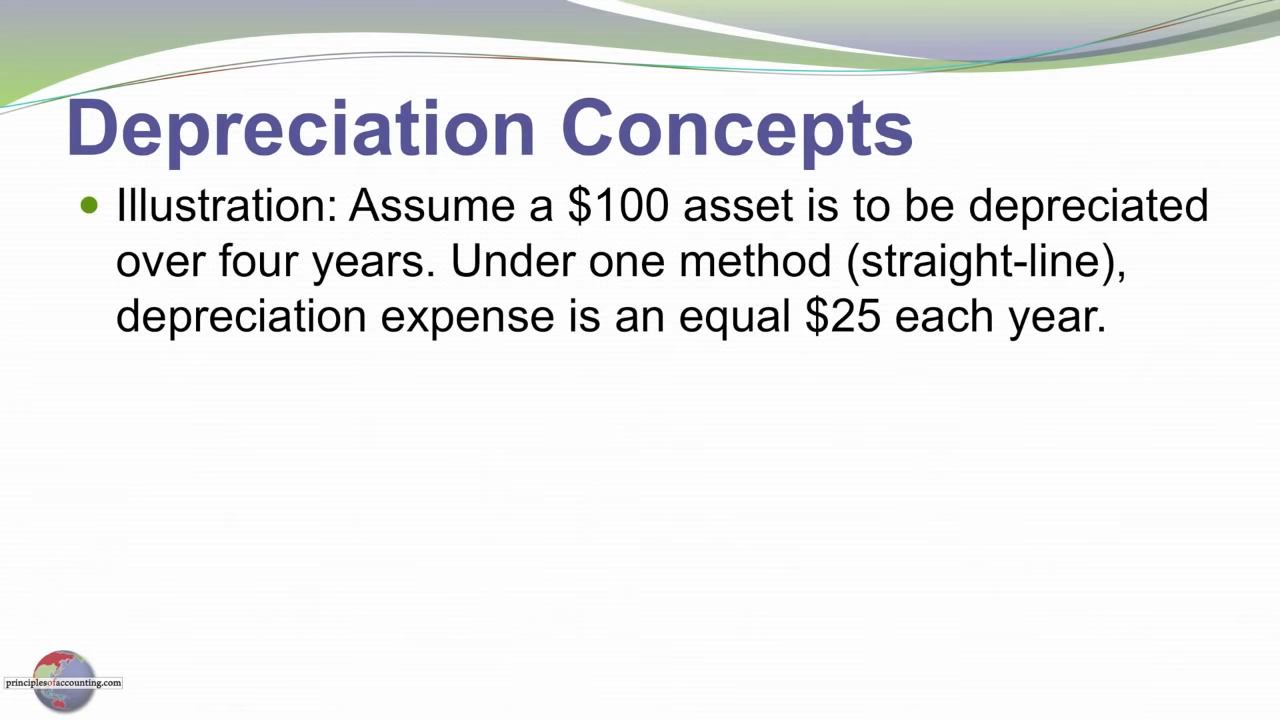 Depreciation Concepts
• Illustration: Assume a $100 asset is to be depreciated
over four years. Under one method (straight-line),
depreciation expense is an equal $25 each year.
principlesofaccounting.com